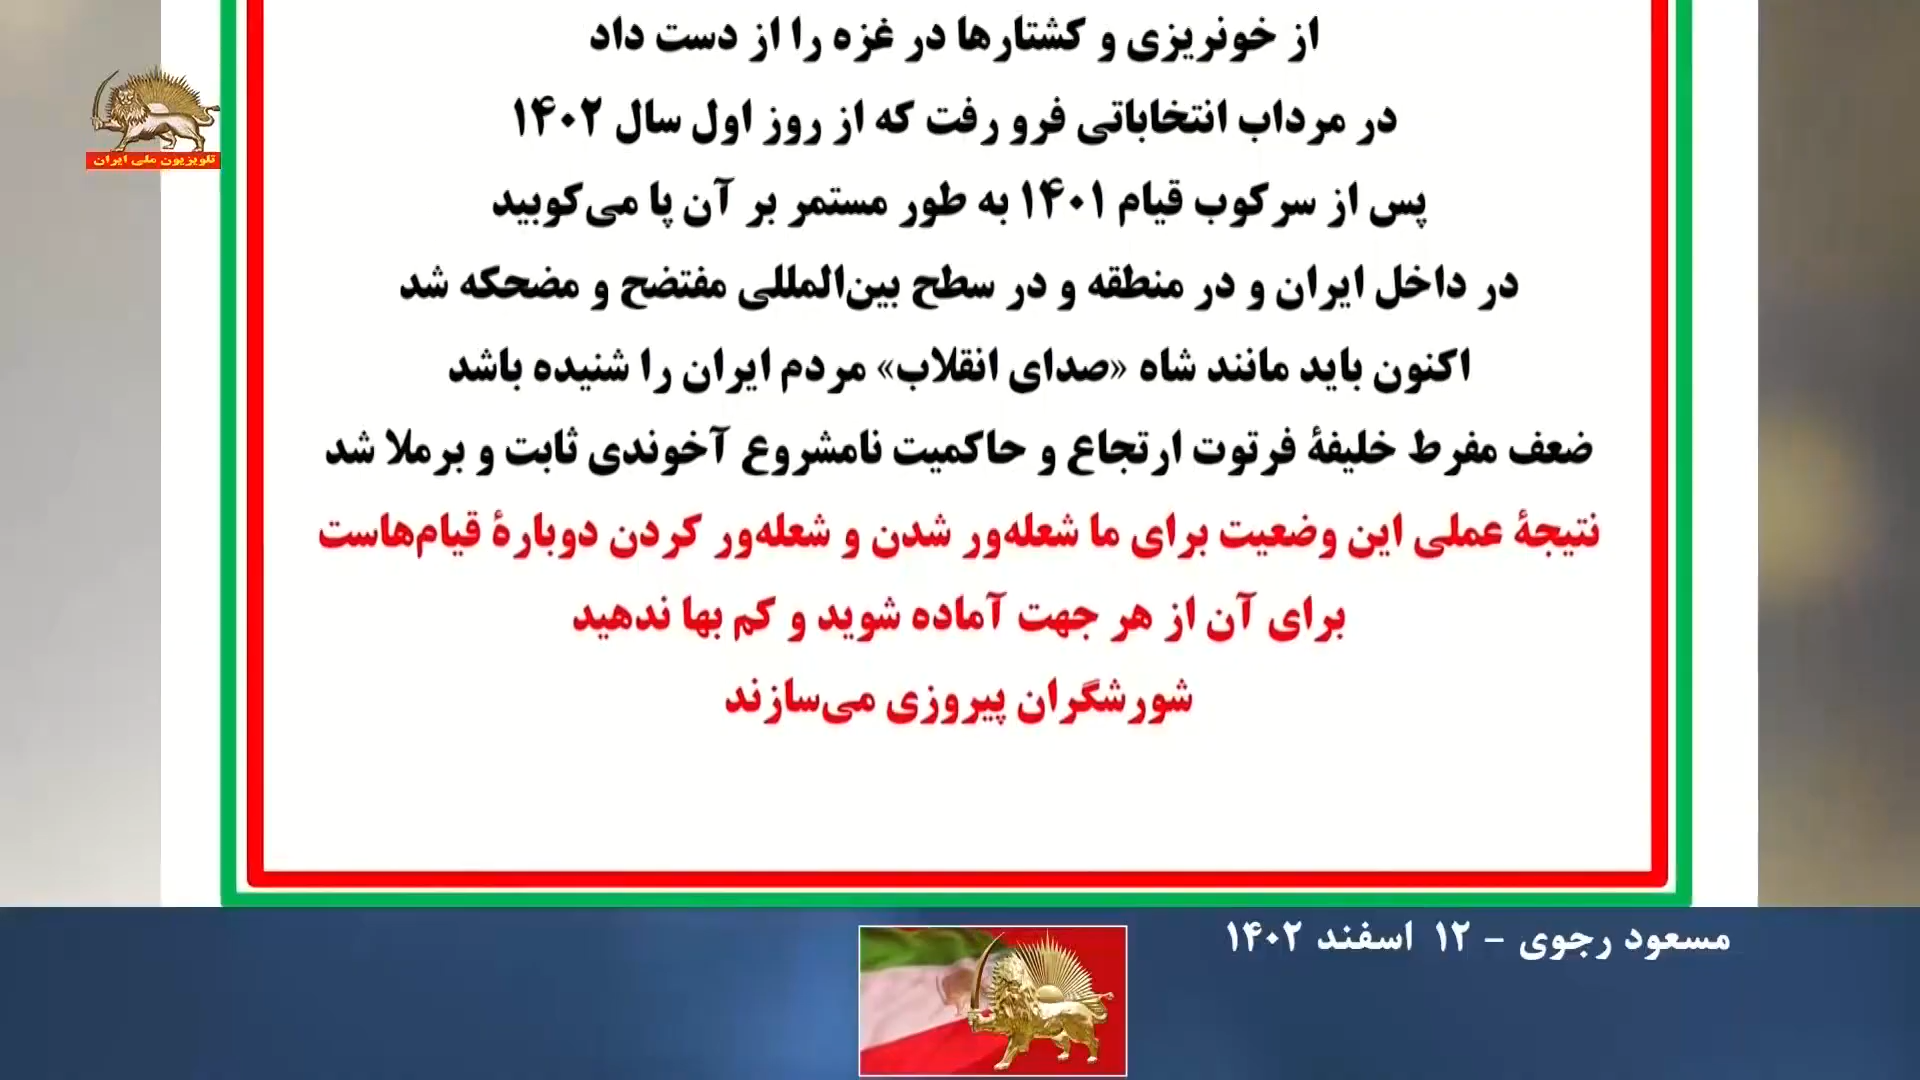 از خونریزی و کشتارها در غزه را از دست داد
در مرداب انتخاباتی فرو رفت که از روز اول سال ۱۴۰۲
پس از سرکوب قیام ۱۴۰۱ به طور مستمر بر آن پا می‌کوبید
در داخل ایران و در منطقه و در سطح بین‌المللی مفتضح و مضحکه شد
اکنون باید مانند شاه «صدای انقلاب» مردم ایران را شنیده باشد
ضعف مفرط خلیفهٔ فرتوت ارتجاع و حاکمیت نامشروع آخوندی ثابت و برملا شد
نتیجهٔ عملی این وضعیت برای ما شعله‌ور شدن و شعله‌ور کردن دوبارهٔ قیام‌هاست
برای آن از هر جهت آماده شوید و کم بها ندهید
شورشگران پیروزی می‌سازند
تلویزیون ملی ایران
مسعود رجوی – ۱۲ اسفند ۱۴۰۲